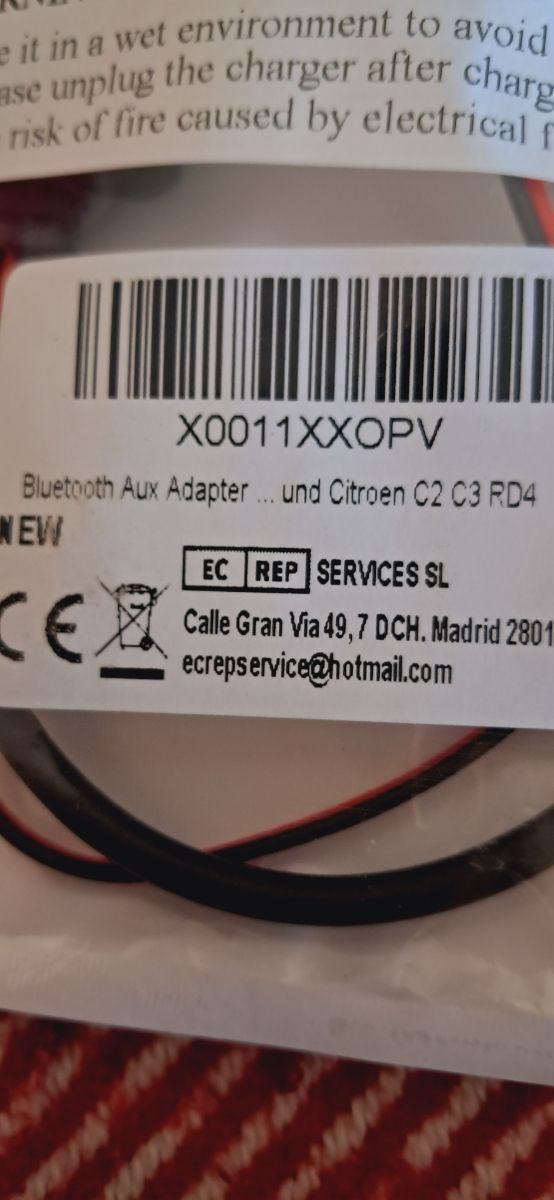 it in a wet environment to avoid
unplug the charger after
risk of fire caused by electrical
X0011XXOPV
Bluetooth Aux Adapter ... und Citroen C2 C3 RD4
NEW
CE
EC REP SERVICES SL
Calle Gran Via 49, 7 DCH. Madrid 2801
ecrepservice@hotmail.com